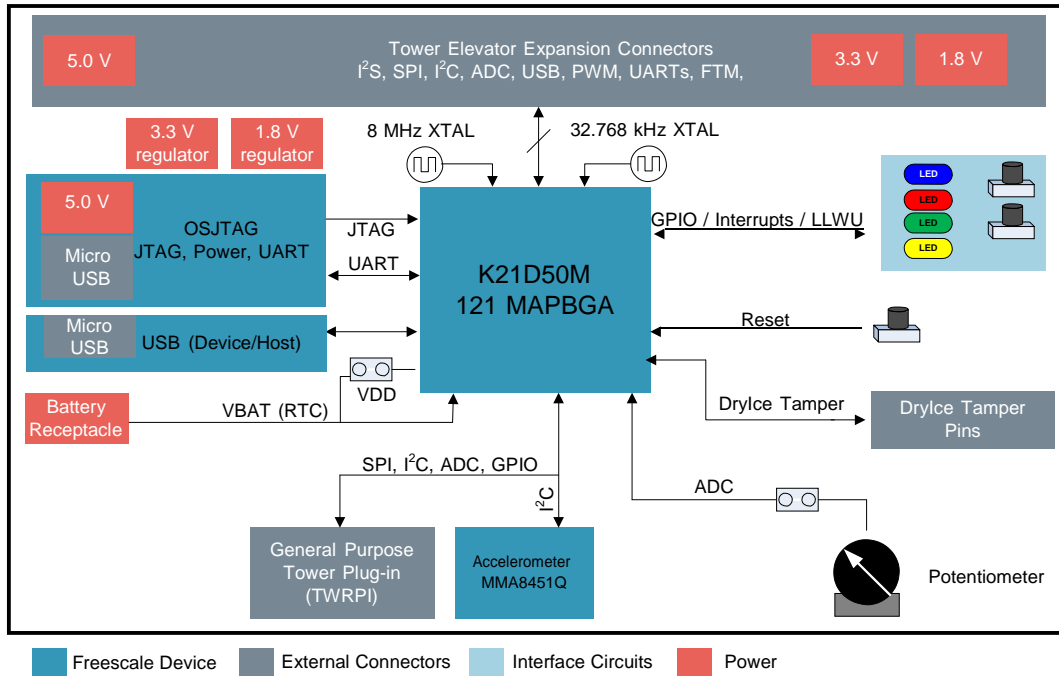 Tower Elevator Expansion Connectors
I²S, SPI, I²C, ADC, USB, PWM, UARTs, FTM,
5.0 V
3.3 V
1.8 V
8 MHz XTAL
32.768 kHz XTAL
3.3 V
regulator
1.8 V
regulator
5.0 V
Micro
USB
OSJTAG
JTAG, Power, UART
JTAG
UART
K21D50M
121 MAPBGA
GPIO / Interrupts / LLWU
LED
LED
LED
LED
Micro
USB
USB (Device/Host)
Reset
VDD
Battery
Receptacle
VBAT (RTC)
DryIce Tamper
DryIce Tamper
Pins
SPI, I²C, ADC, GPIO
I²C
ADC
General Purpose
Tower Plug-in
(TWRPI)
Accelerometer
MMA8451Q
Potentiometer
Freescale Device
External Connectors
Interface Circuits
Power